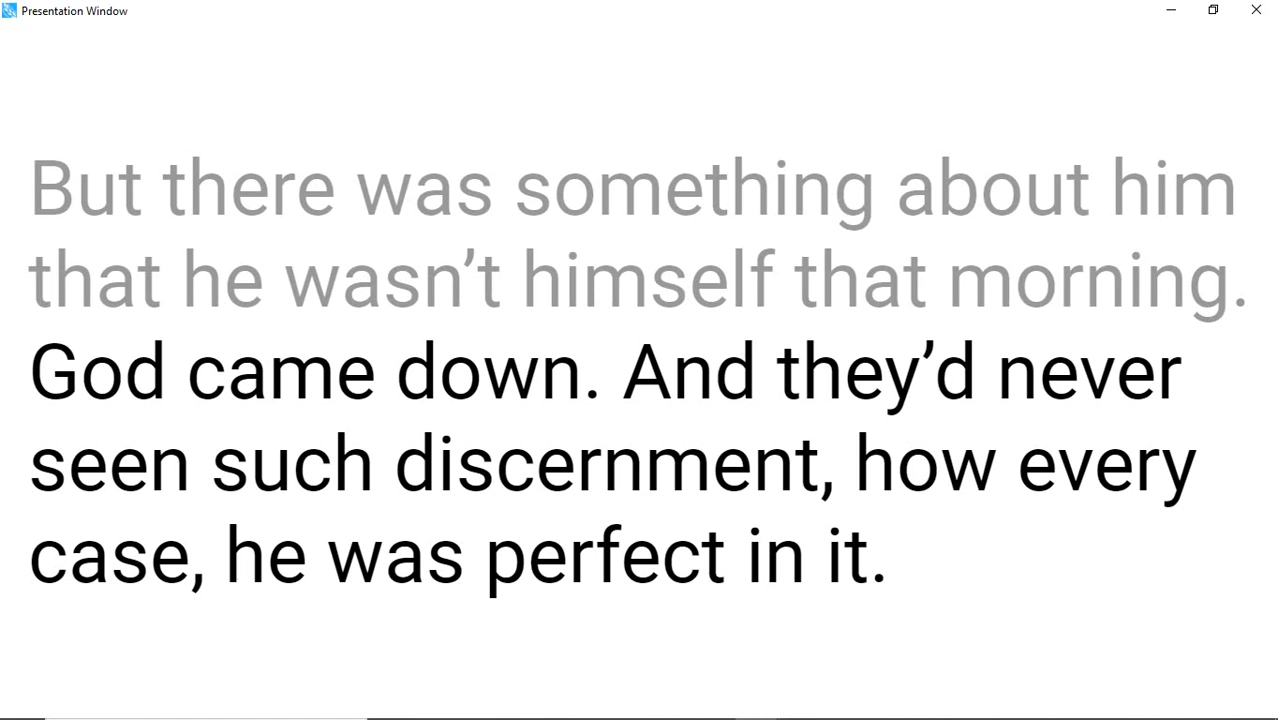 Presentation Window
But there was something about him
that he wasn’t himself that morning.
God came down. And they’d never
seen such discernment, how every
case, he was perfect in it.